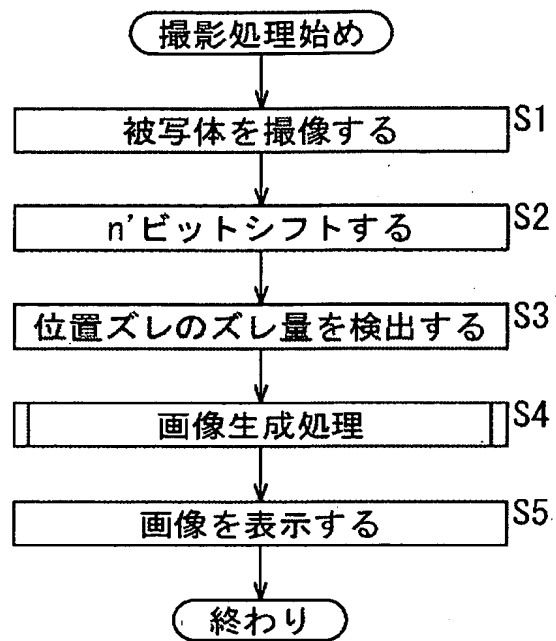 撮影処理始め
被写体を撮像する S1
n'ビットシフトする S2
位置ズレのズレ量を検出する S3
画像生成処理 S4
画像を表示する S5
終わり